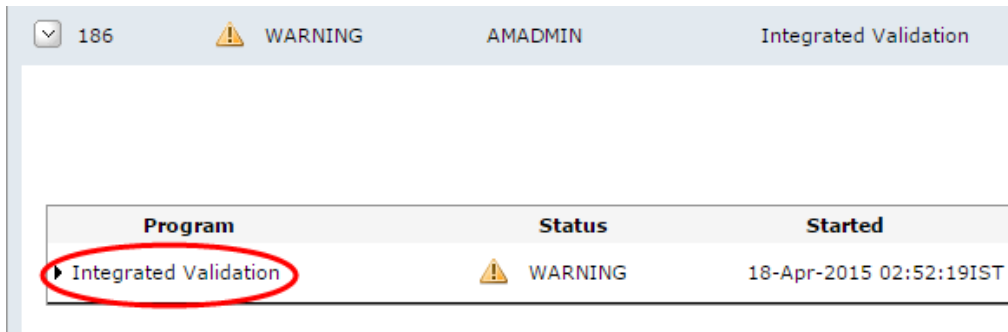 186 WARNING AMADMIN Integrated Validation
Program Status Started
Integrated Validation WARNING 18-Apr-2015 02:52:19IST